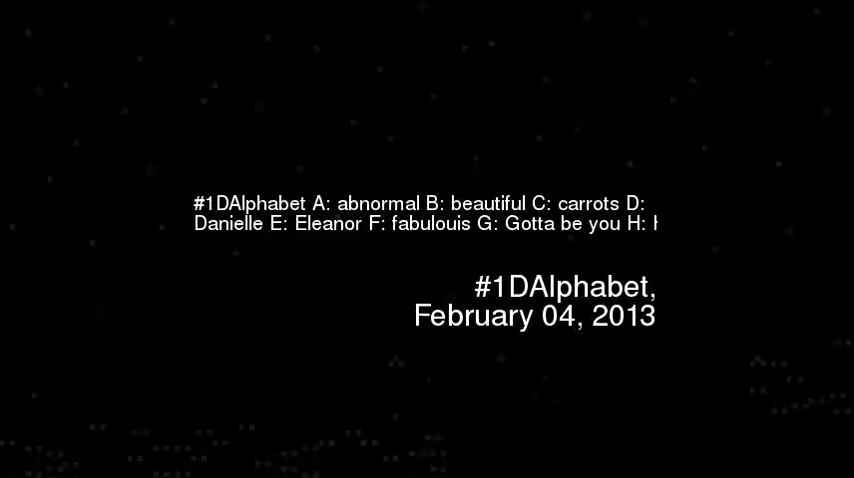 #1DAlphabet A: abnormal B: beautiful C: carrots D:
Danielle E: Eleanor F: fabulouis G: Gotta be you H:
#1DAlphabet,
February 04, 2013